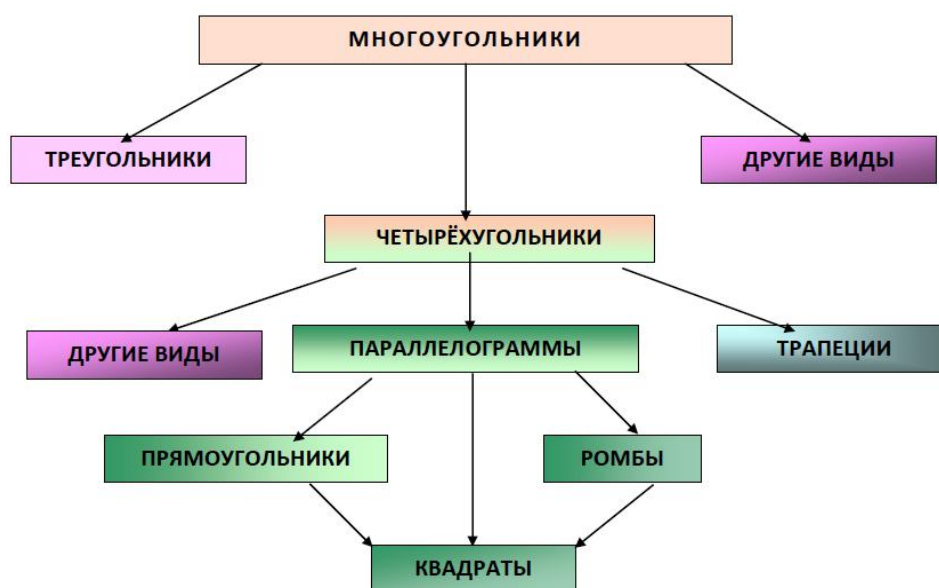 МНОГОУГОЛЬНИКИ
ТРЕУГОЛЬНИКИ
ДРУГИЕ ВИДЫ
ЧЕТЫРЁХУГОЛЬНИКИ
ДРУГИЕ ВИДЫ
ПАРАЛЛЕЛОГРАММЫ
ТРАПЕЦИИ
ПРЯМОУГОЛЬНИКИ
РОМБЫ
КВАДРАТЫ